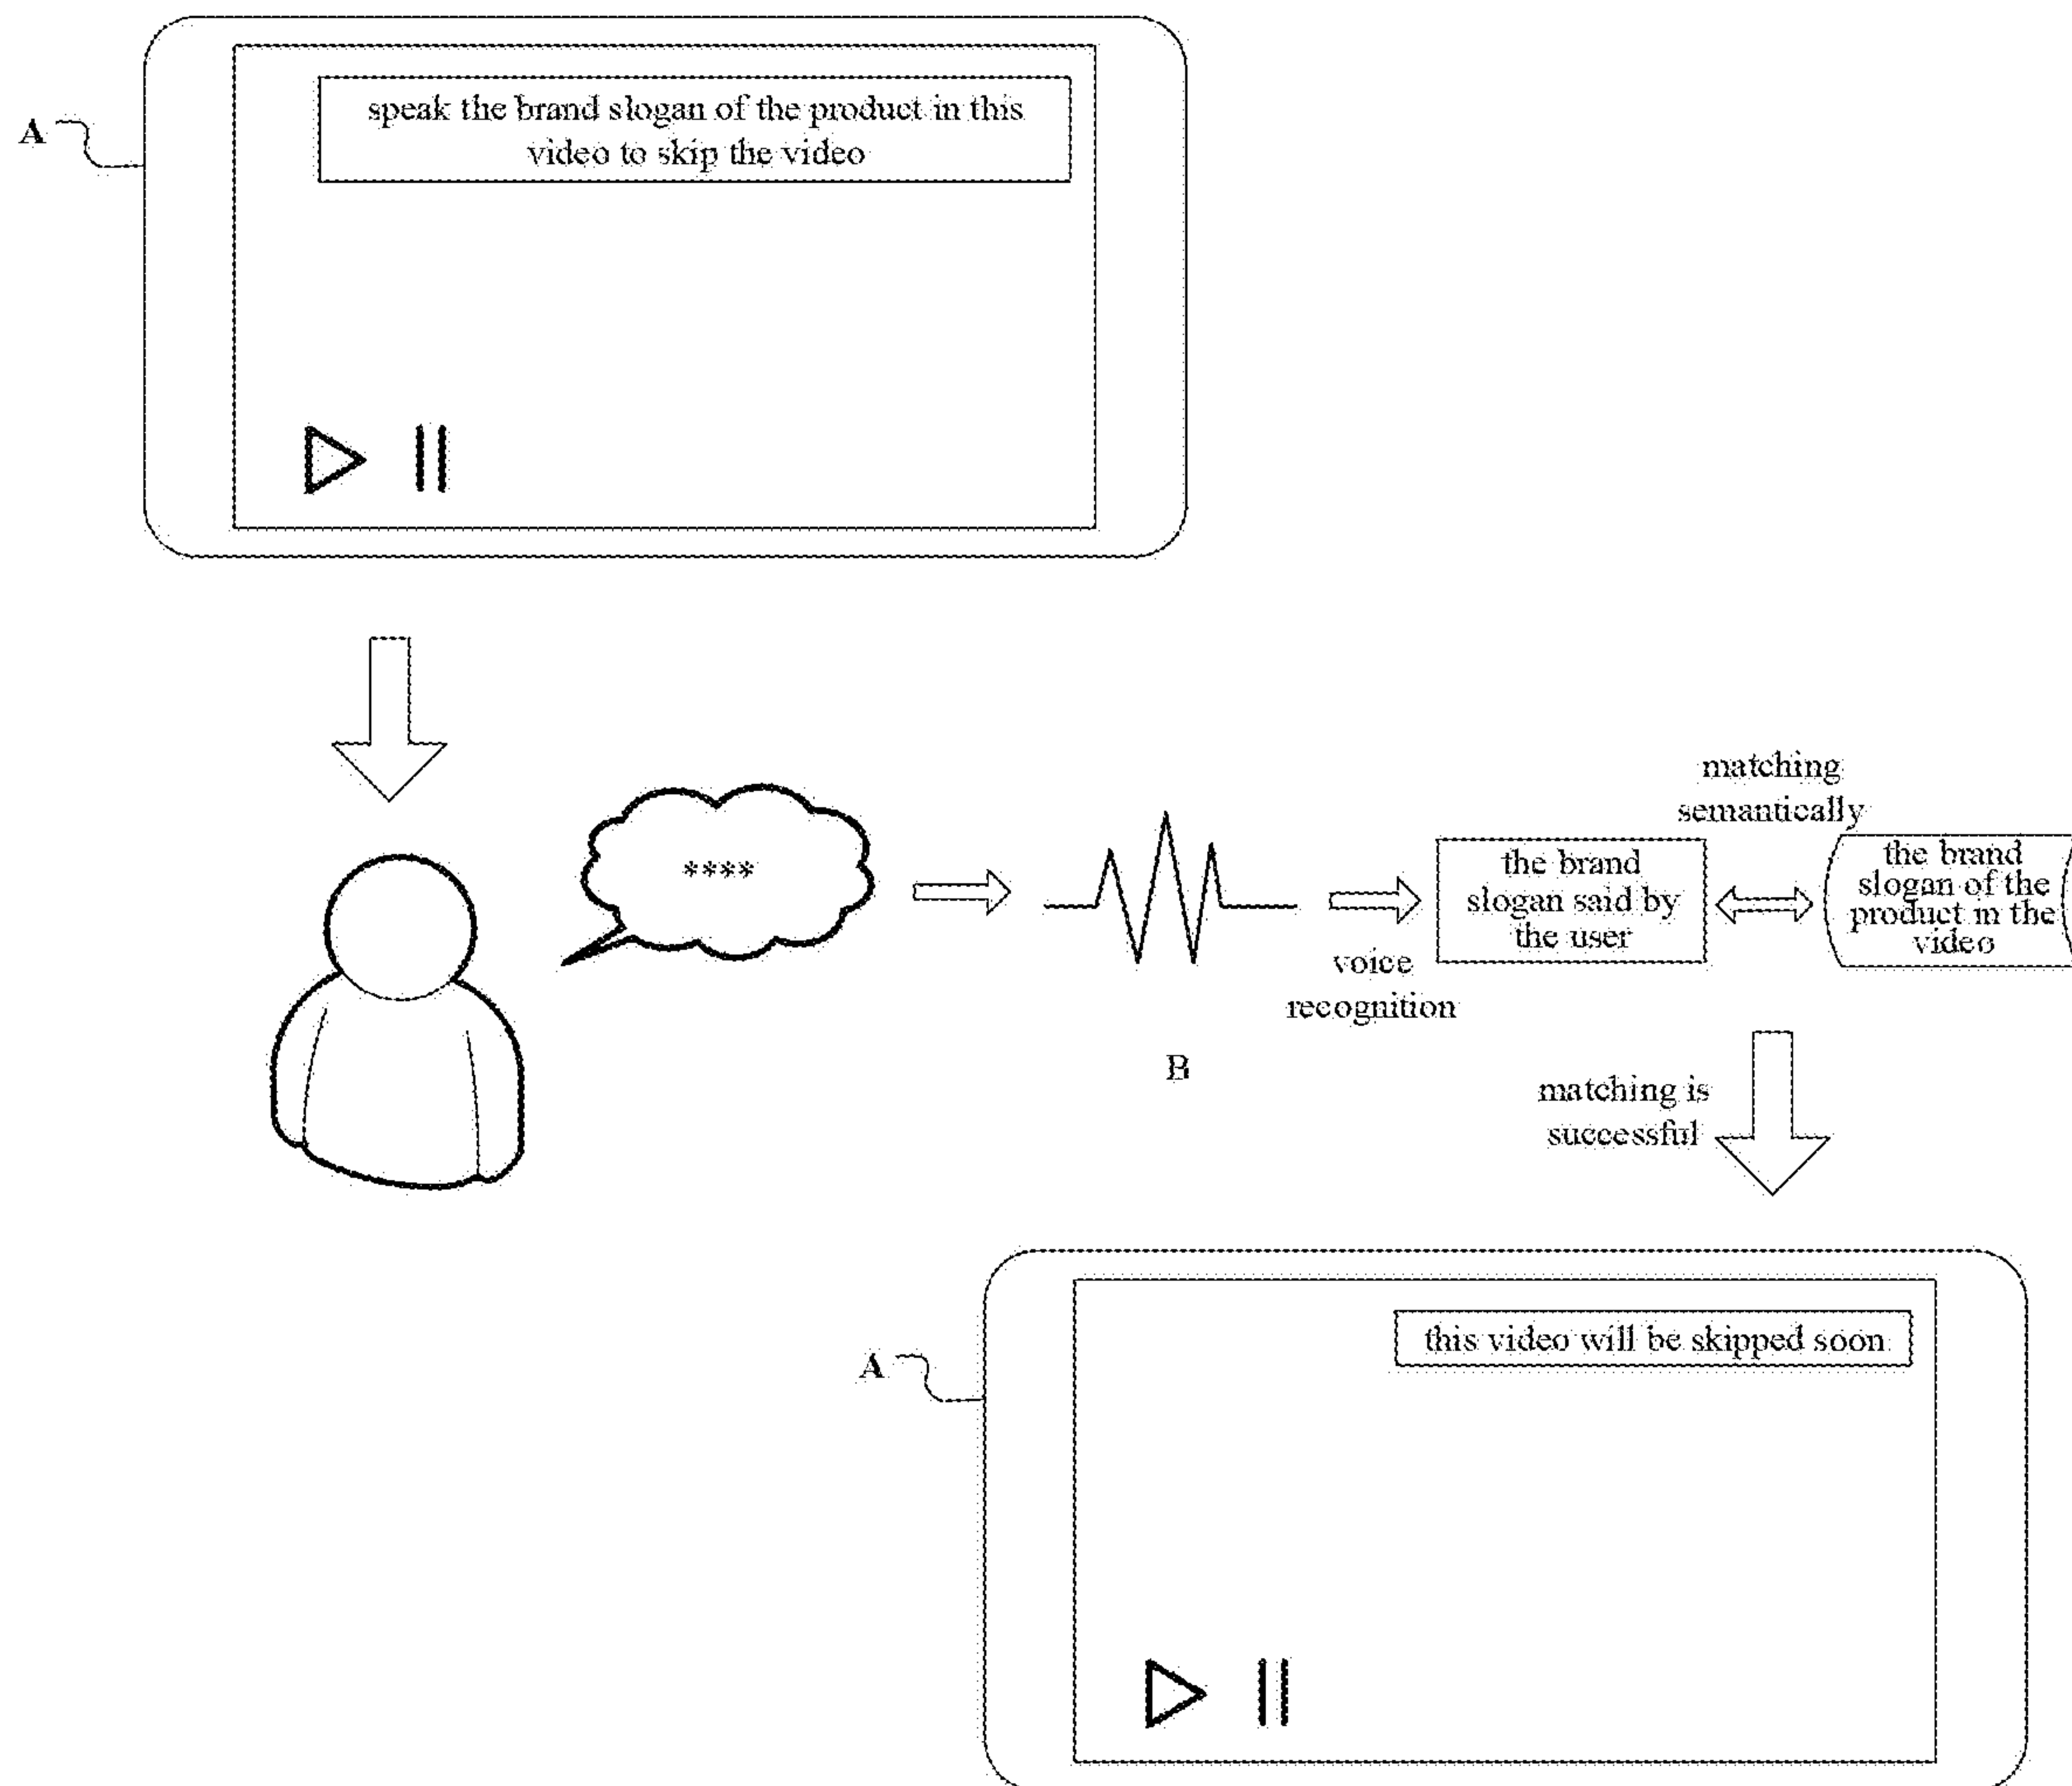 speak the brand slogan of the product in this
video to skip the video
A
****
matching
semantically
the brand
slogan said by
the user
the brand
slogan of the
product in the
video
voice
recognition
B
matching is
successful
this video will be skipped soon
A